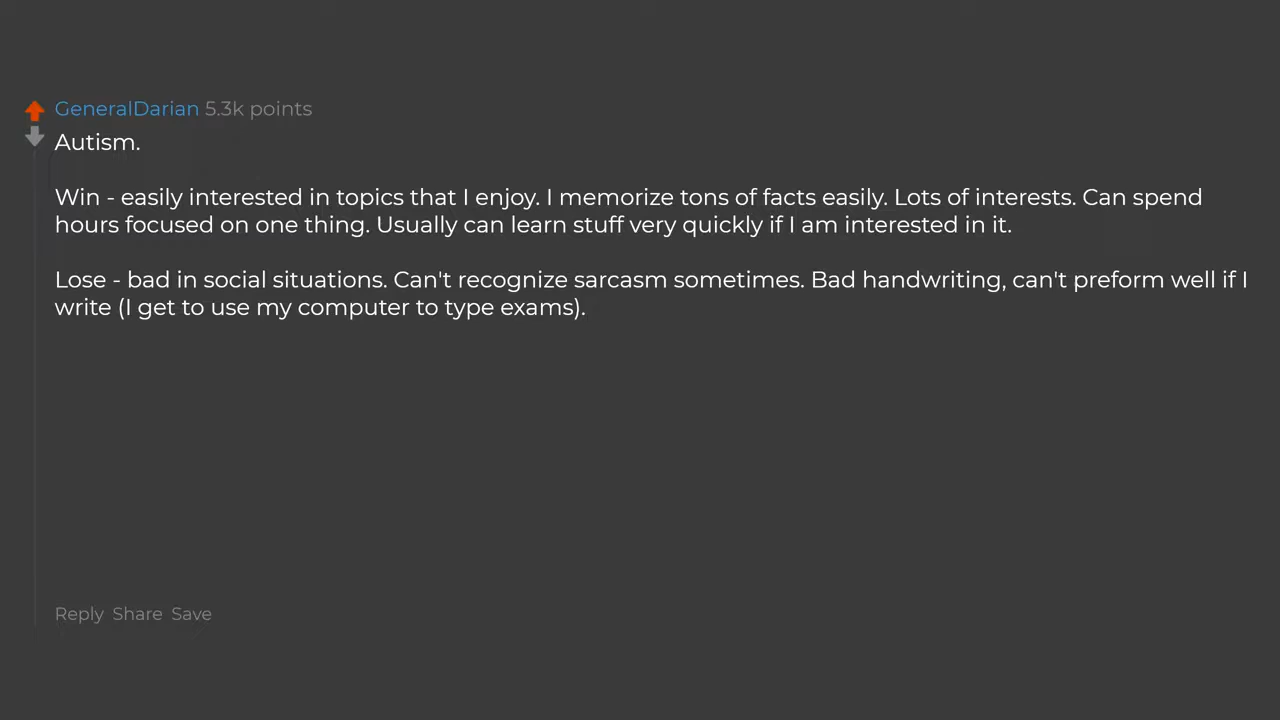 GeneralDarian 5.3k points
Autism.
Win - easily interested in topics that I enjoy. I memorize tons of facts easily. Lots of interests. Can spend
hours focused on one thing. Usually can learn stuff very quickly if I am interested in it.
Lose - bad in social situations. Can't recognize sarcasm sometimes. Bad handwriting, can't preform well if I
write (I get to use my computer to type exams).
Reply Share Save